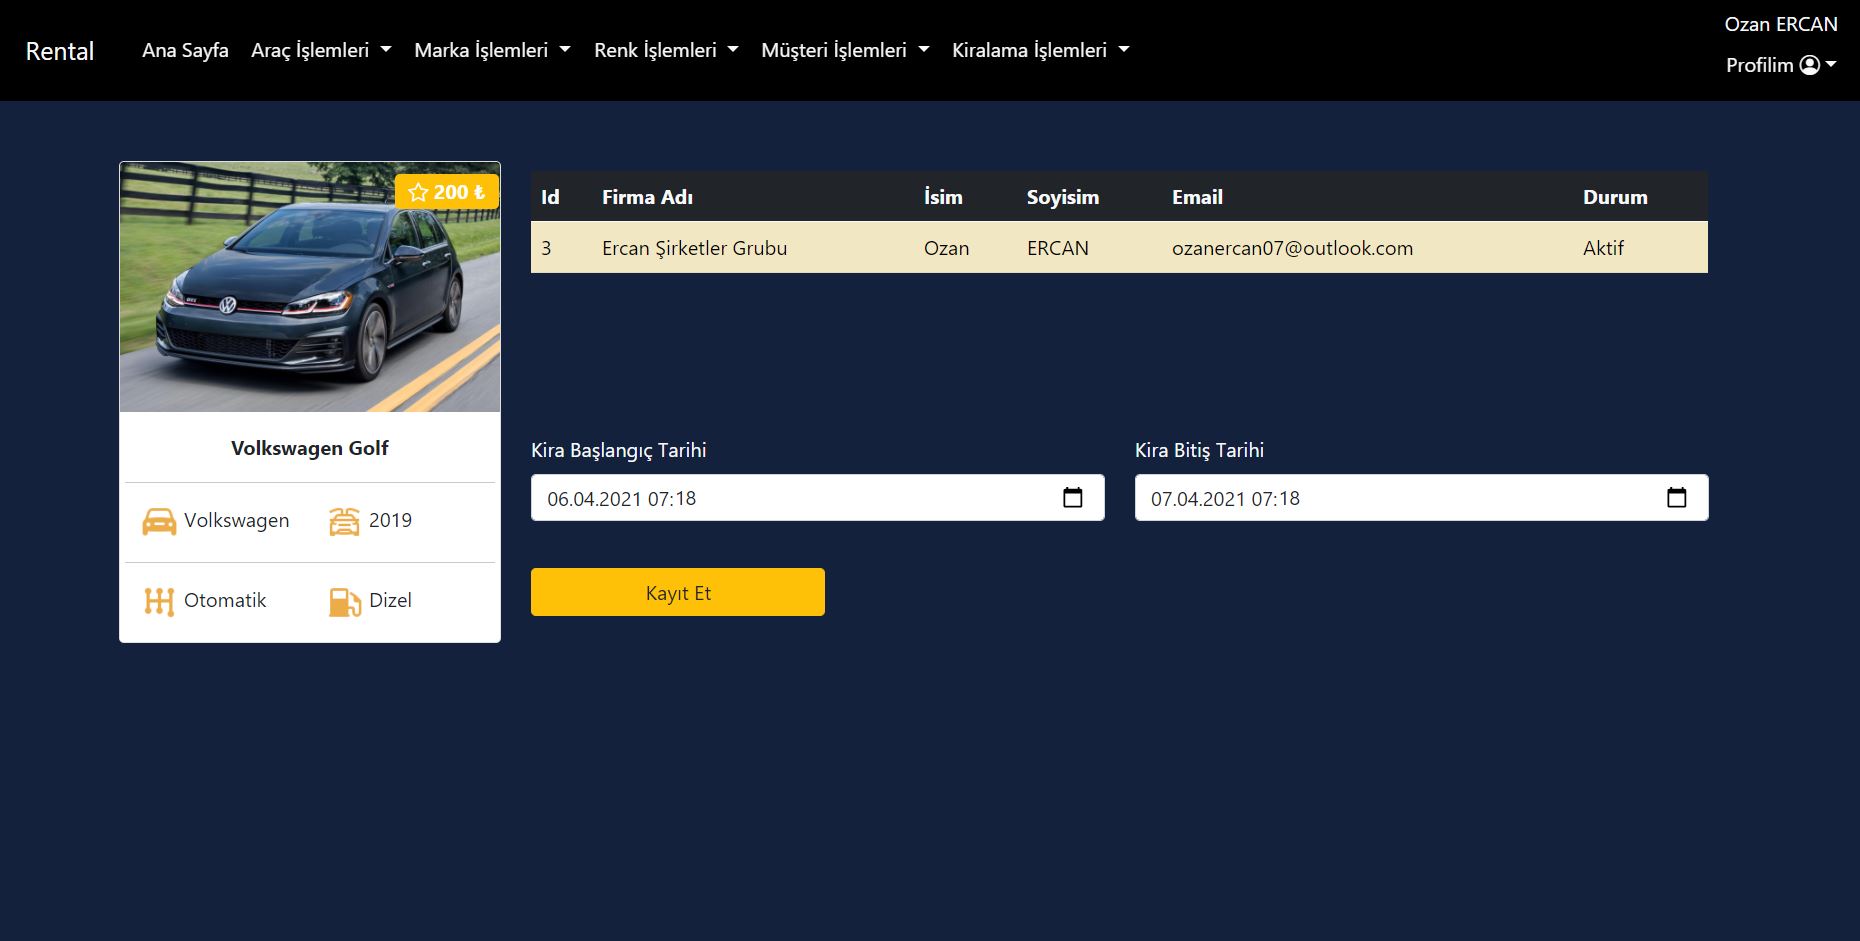 Rental
Ana Sayfa Araç İşlemleri Marka İşlemleri Renk İşlemleri Müşteri İşlemleri Kiralama İşlemleri
Ozan ERCAN
Profilim
200 ₺
Volkswagen Golf
Volkswagen 2019
Otomatik Dizel
Id Firma Adı İsim Soyisim Email Durum
3 Ercan Şirketler Grubu Ozan ERCAN ozanercan07@outlook.com Aktif
Kira Başlangıç Tarihi Kira Bitiş Tarihi
06.04.2021 07:18 07.04.2021 07:18
Kayıt Et